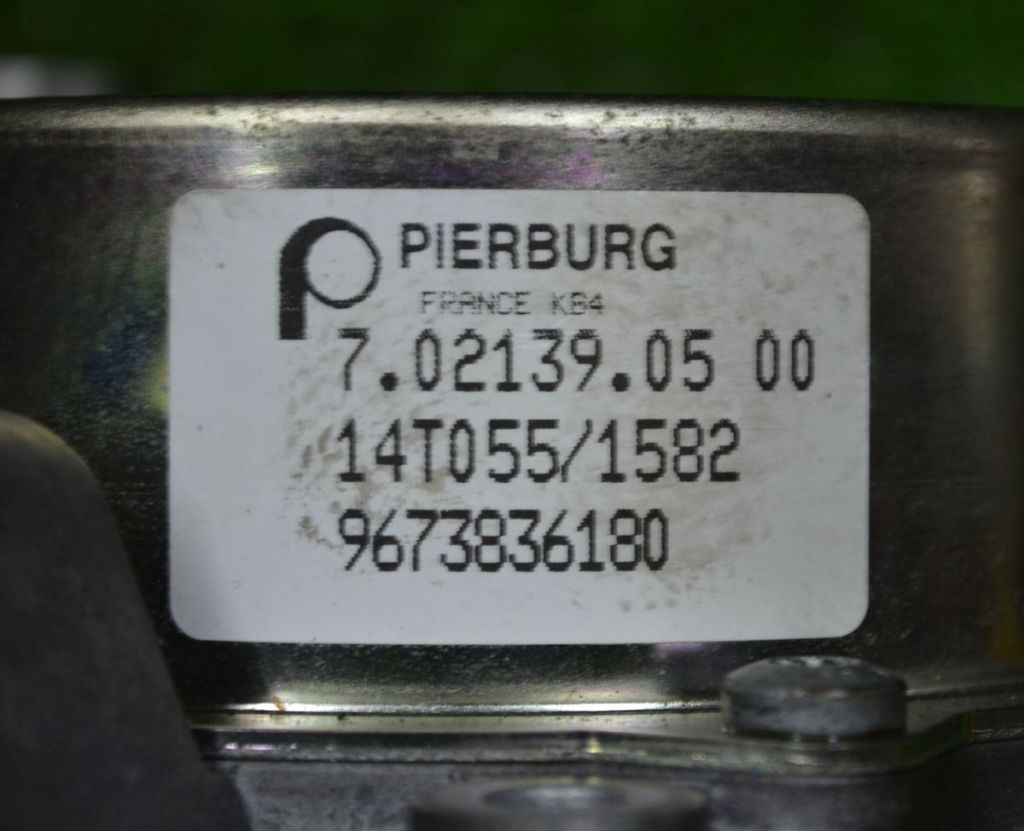 PIERBURG
FRANCE KB4
7.02139.05 00
14T055/1582
9673836180